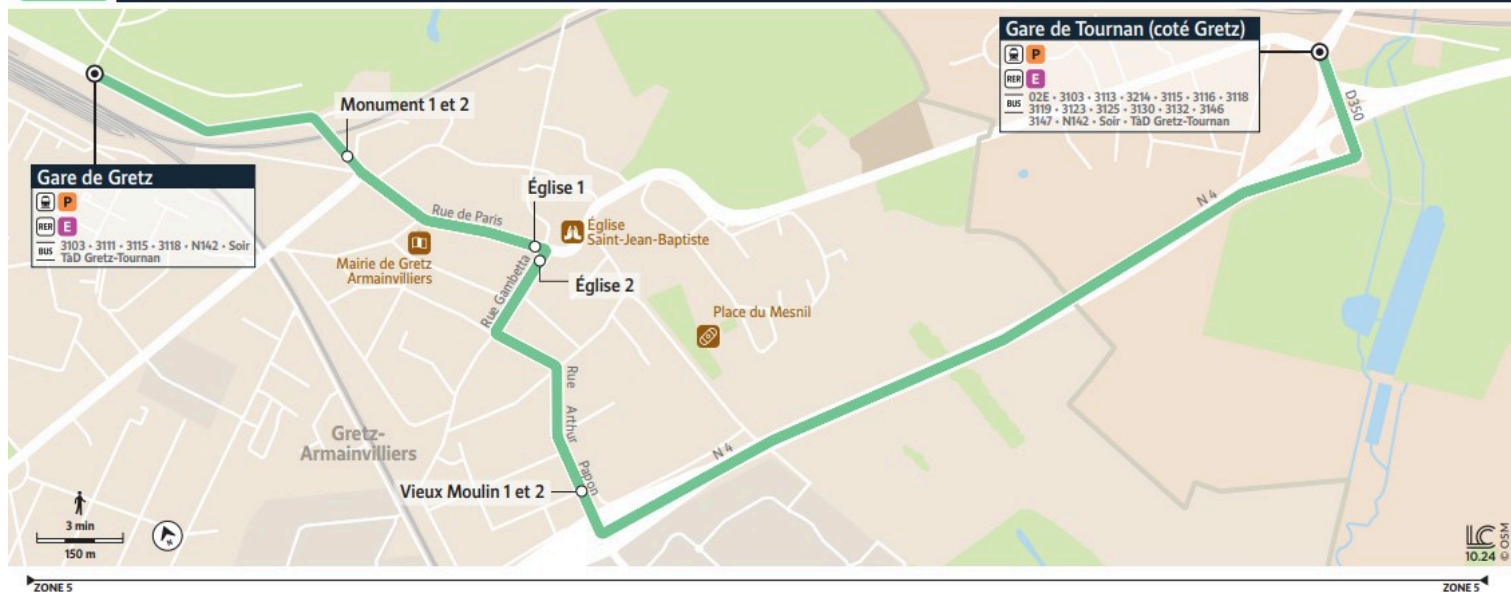 Gare de Tournan (coté Gretz)
P
RER E
BUS 02E • 3103 • 3113 • 3214 • 3115 • 3116 • 3118
3119 • 3123 • 3125 • 3130 • 3132 • 3146
3147 • N142 • Soir • TàD Gretz-Tournan
D350
Monument 1 et 2
Gare de Gretz
P
RER E
BUS 3103 • 3111 • 3115 • 3118 • N142 • Soir
TàD Gretz-Tournan
Église 1
Rue de Paris
Église
Saint-Jean-Baptiste
Mairie de Gretz
Armainvilliers
Rue Gambetta
Église 2
N 4
Place du Mesnil
Rue Arthur Papon
Gretz-
Armainvilliers
N 4
Vieux Moulin 1 et 2
3 min
150 m
N
LC
10.24 © OSM
ZONE 5
ZONE 5